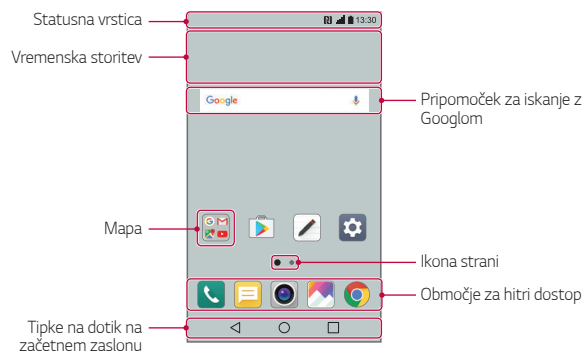 Statusna vrstica
13:30
Vremenska storitev
Google
Pripomoček za iskanje z
Googlom
Mapa
Ikona strani
Območje za hitri dostop
Tipke na dotik na
začetnem zaslonu